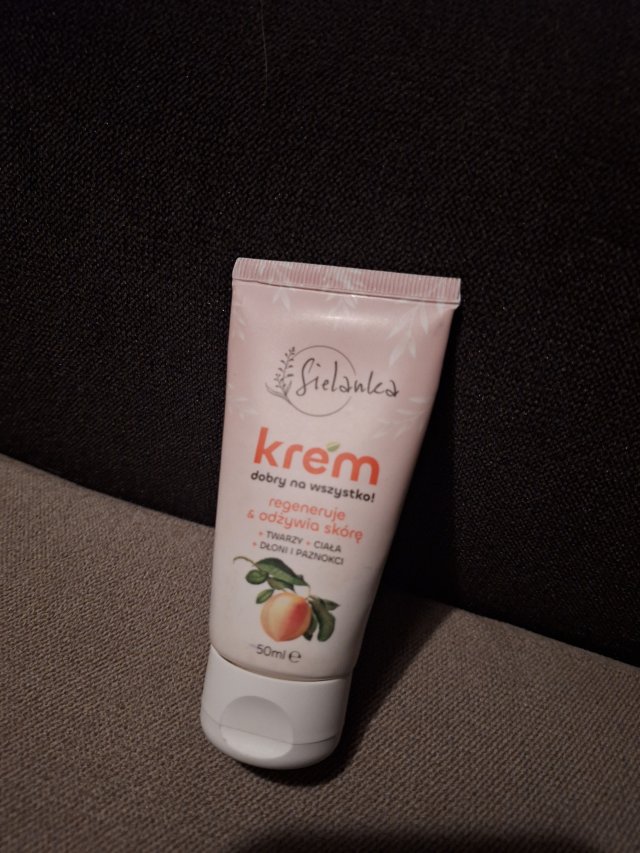 Sielanka
krem
dobry na wszystko!
regeneruje
& odżywia skórę
+ TWARZY + CIAŁA
+ DŁONI I PAZNOKCI
50ml e